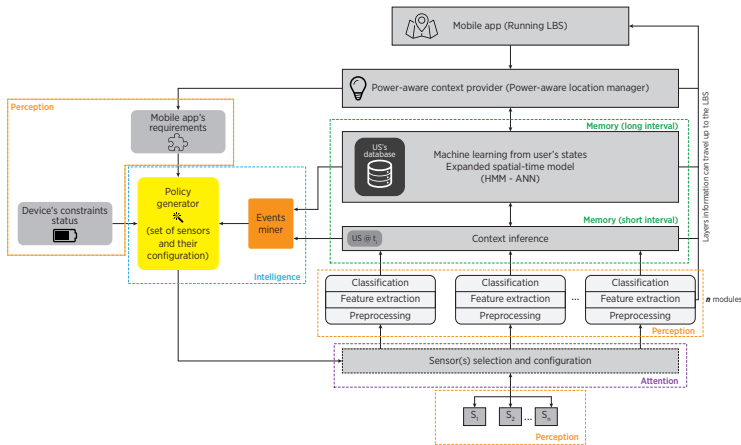 Mobile app (Running LBS)
Power-aware context provider (Power-aware location manager)
Perception
Mobile app's
requirements
Memory (long interval)
US's
database
Machine learning from user's states
Expanded spatial-time model
(HMM - ANN)
Layers information can travel up to the LBS
Policy
generator
(set of sensors
and their
configuration)
Device's constraints
status
Events
miner
Memory (short interval)
US @ ti
Context inference
Intelligence
Classification
Feature extraction
Preprocessing
Classification
Feature extraction
Preprocessing
...
Classification
Feature extraction
Preprocessing
n modules
Perception
Sensor(s) selection and configuration
Attention
S1 S2 ... Sn
Perception